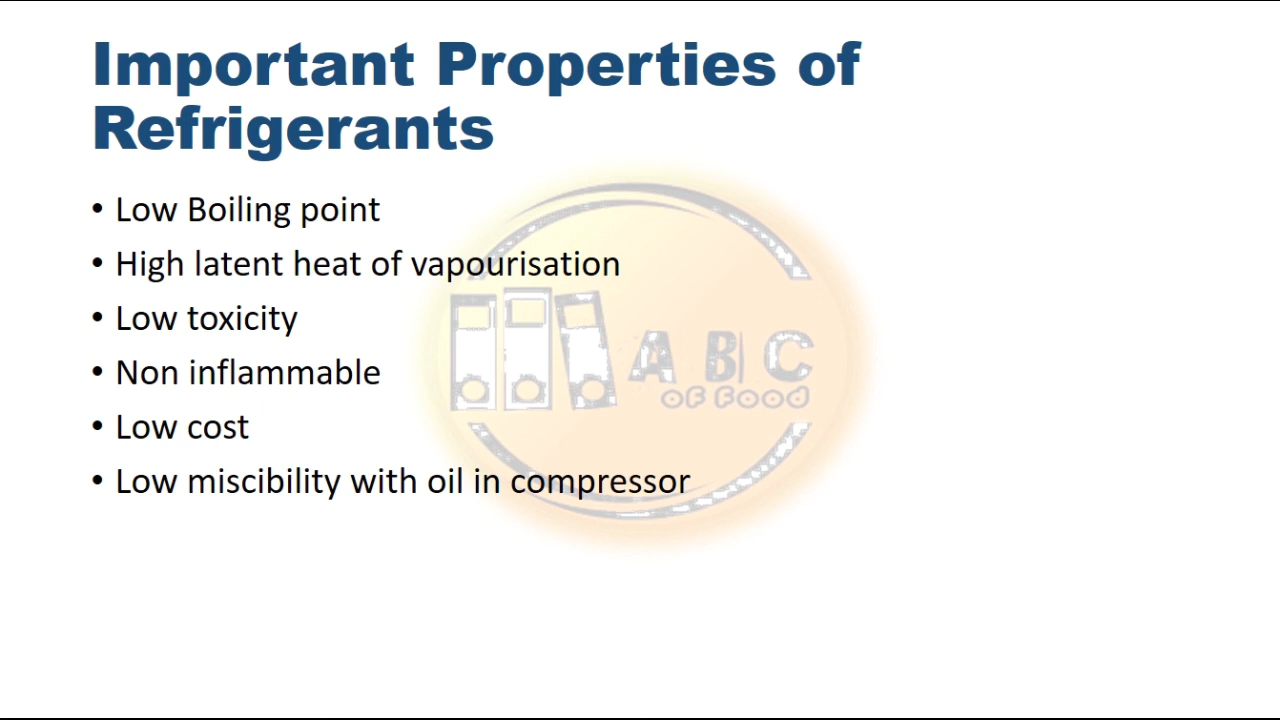 Important Properties of
Refrigerants
• Low Boiling point
• High latent heat of vapourisation
• Low toxicity
• Non inflammable
• Low cost
• Low miscibility with oil in compressor
A B C
OF FOOD